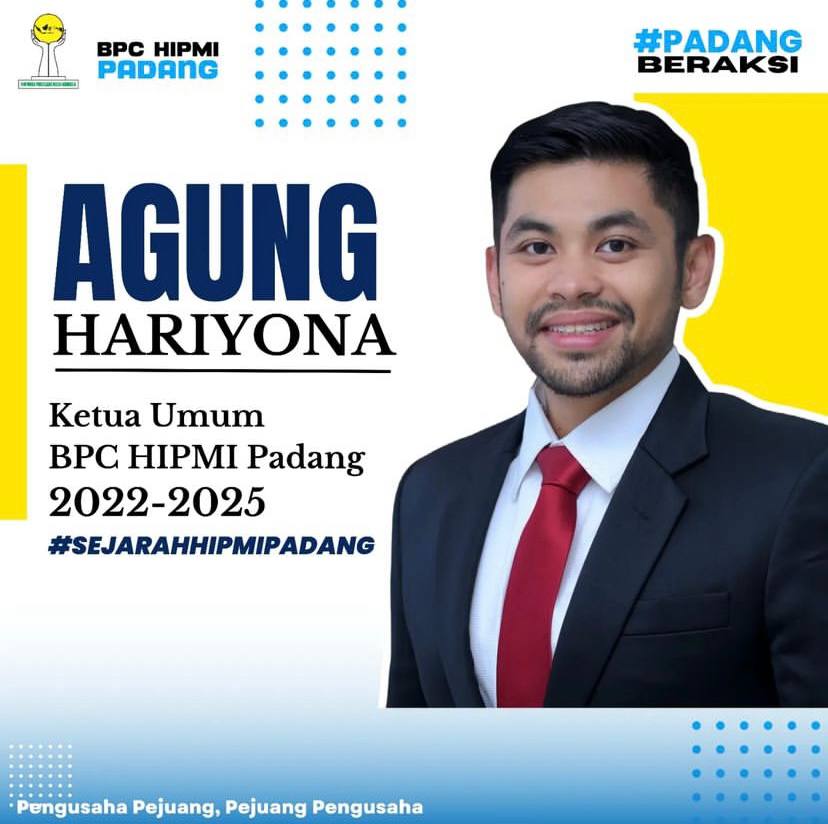 BPC HIPMI
PADANG
#PADANG
BERAKSI
AGUNG
HARIYONA
Ketua Umum
BPC HIPMI Padang
2022-2025
#SEJARAHHIPMIPADANG
Pengusaha Pejuang, Pejuang Pengusaha